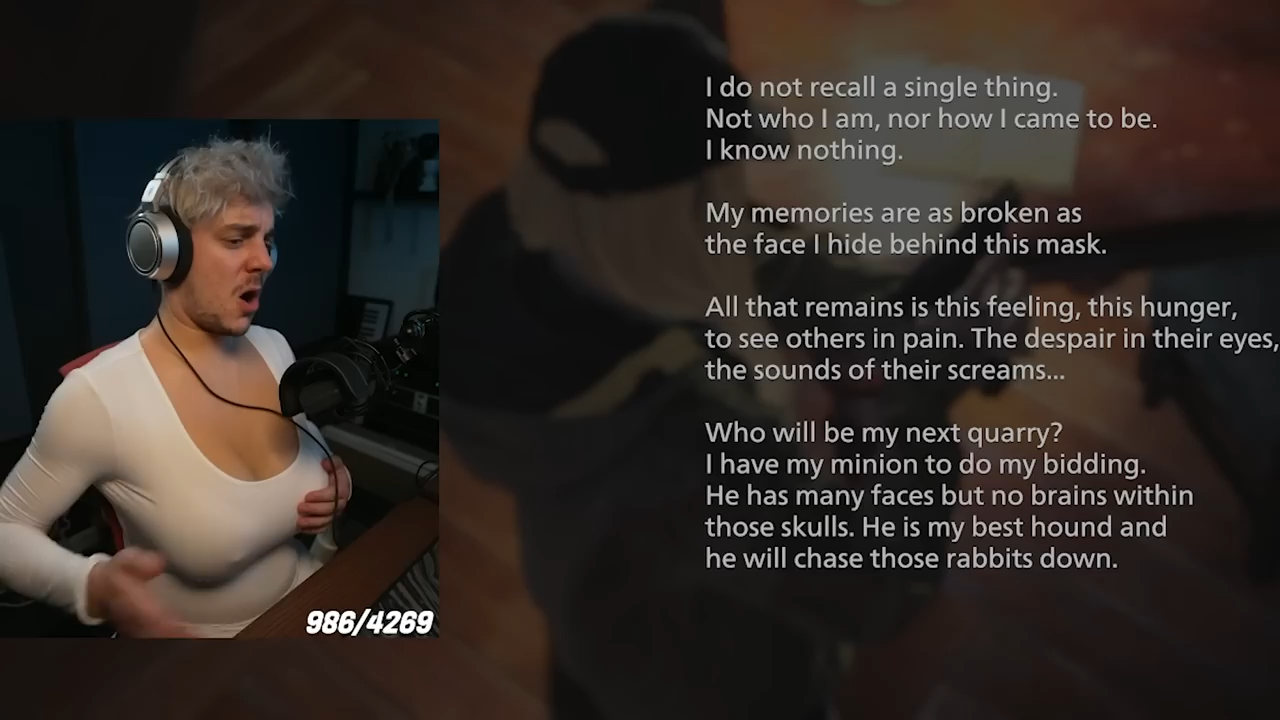 I do not recall a single thing.
Not who I am, nor how I came to be.
I know nothing.
My memories are as broken as
the face I hide behind this mask.
All that remains is this feeling, this hunger,
to see others in pain. The despair in their eyes,
the sounds of their screams...
Who will be my next quarry?
I have my minion to do my bidding.
He has many faces but no brains within
those skulls. He is my best hound and
he will chase those rabbits down.
986/4269